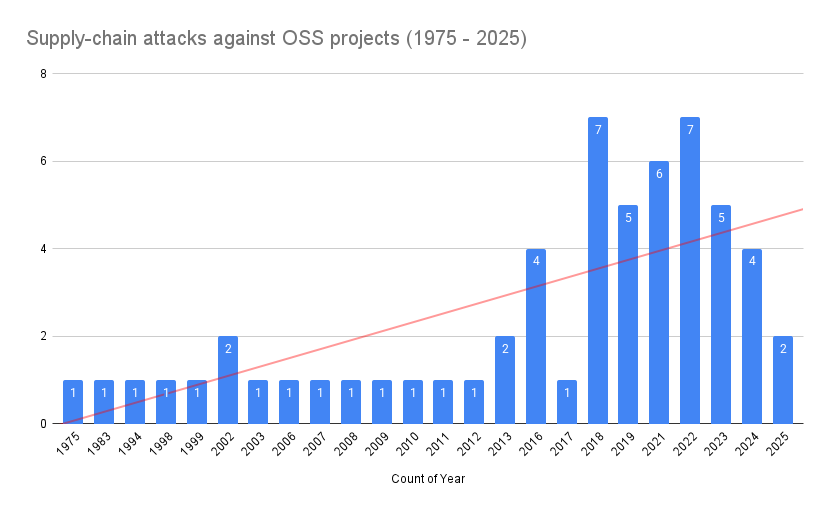 Supply-chain attacks against OSS projects (1975 - 2025)
8
6
4
2
0
1 1 1 1 1 2 1 1 1 1 1 1 1 1 2 4 1 7 5 6 7 5 4 2
1975 1983 1994 1998 1999 2002 2003 2006 2007 2008 2009 2010 2011 2012 2013 2016 2017 2018 2019 2021 2022 2023 2024 2025
Count of Year